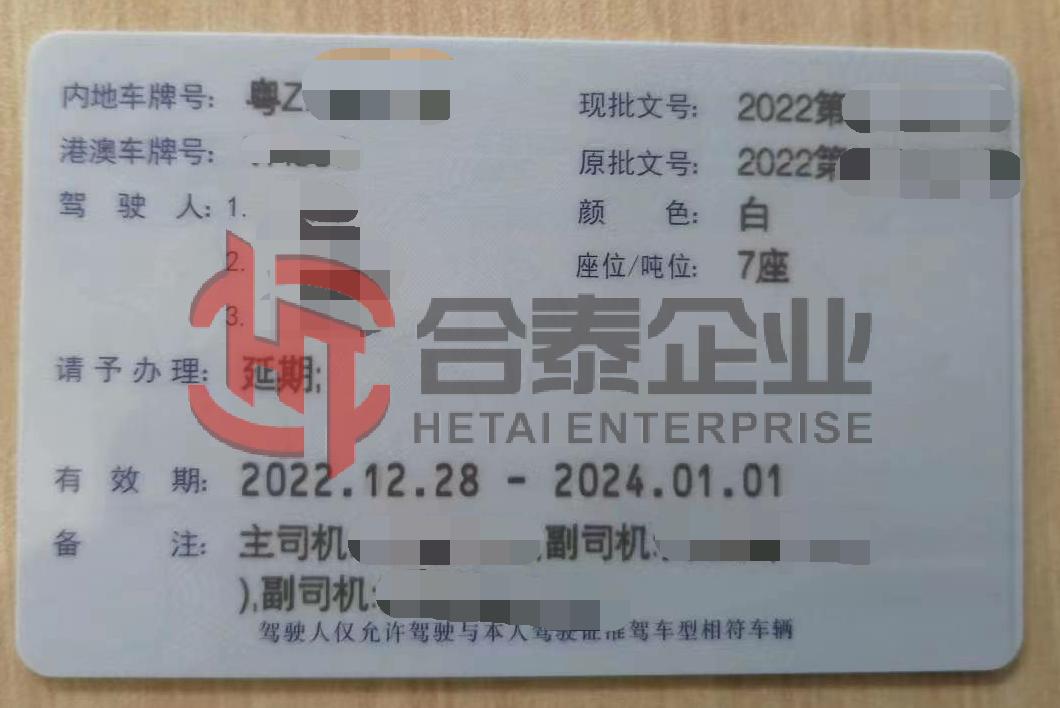 内地车牌号: 粤Z
港澳车牌号:
驾驶人: 1.
2.
3.
请予办理: 延期;
有效期: 2022.12.28 - 2024.01.01
备注: 主司机 ,副司机:
),副司机:
驾驶人仅允许驾驶与本人驾驶证准驾车型相符车辆
现批文号: 2022第
原批文号: 2022第
颜色: 白
座位/吨位: 7座
合泰企业
HETAI ENTERPRISE